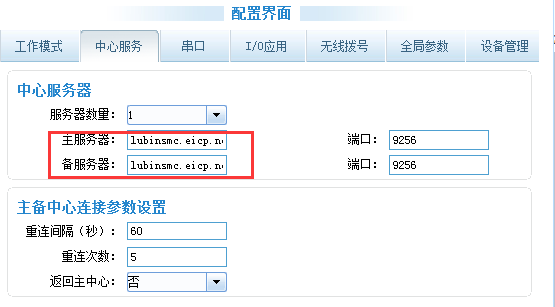 配置界面
工作模式 中心服务 串口 I/O应用 无线拨号 全局参数 设备管理
中心服务器
服务器数量： 1
主服务器： lubinsmc.eicp.n 端口： 9256
备服务器： lubinsmc.eicp.n 端口： 9256
主备中心连接参数设置
重连间隔（秒）： 60
重连次数： 5
返回主中心： 否